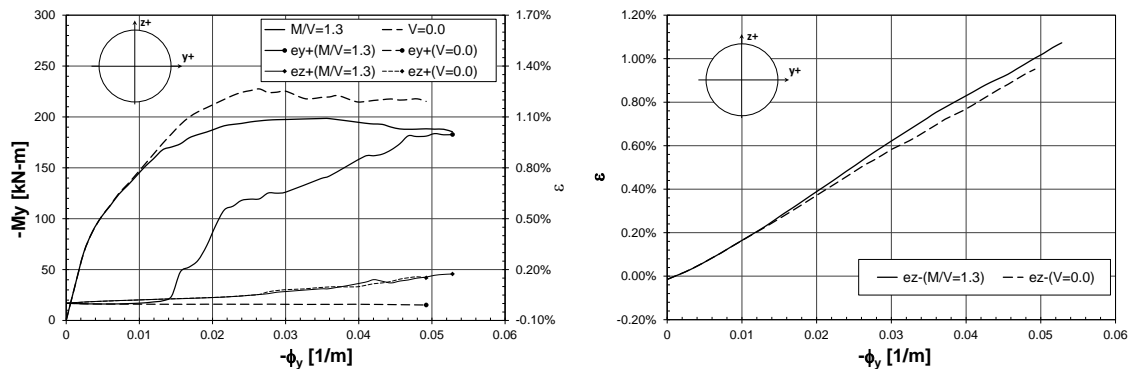 350
300
250
200
150
100
50
0
-My [kN-m]
z+
y+
M/V=1.3 V=0.0
ey+(M/V=1.3) ey+(V=0.0)
ez+(M/V=1.3) ez+(V=0.0)
1.70%
1.40%
1.10%
0.80%
0.50%
0.20%
-0.10%
ε
0 0.01 0.02 0.03 0.04 0.05 0.06
-ϕy [1/m]
1.20%
1.00%
0.80%
0.60%
0.40%
0.20%
0.00%
-0.20%
ε
z+
y+
ez-(M/V=1.3) ez-(V=0.0)
0 0.01 0.02 0.03 0.04 0.05 0.06
-ϕy [1/m]